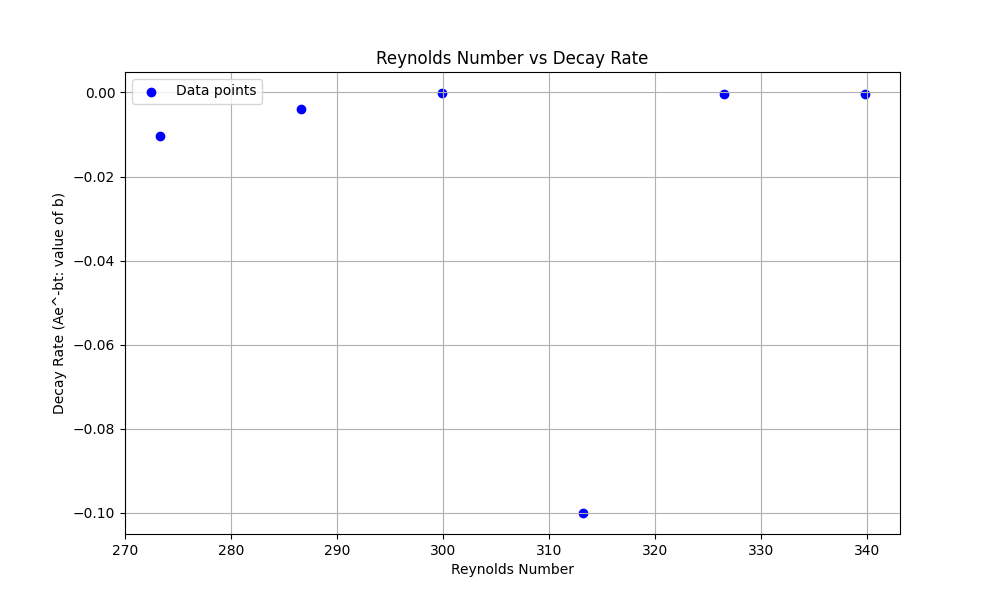 Reynolds Number vs Decay Rate
Data points
0.00
−0.02
−0.04
−0.06
−0.08
−0.10
Decay Rate (Ae^-bt: value of b)
270 280 290 300 310 320 330 340
Reynolds Number